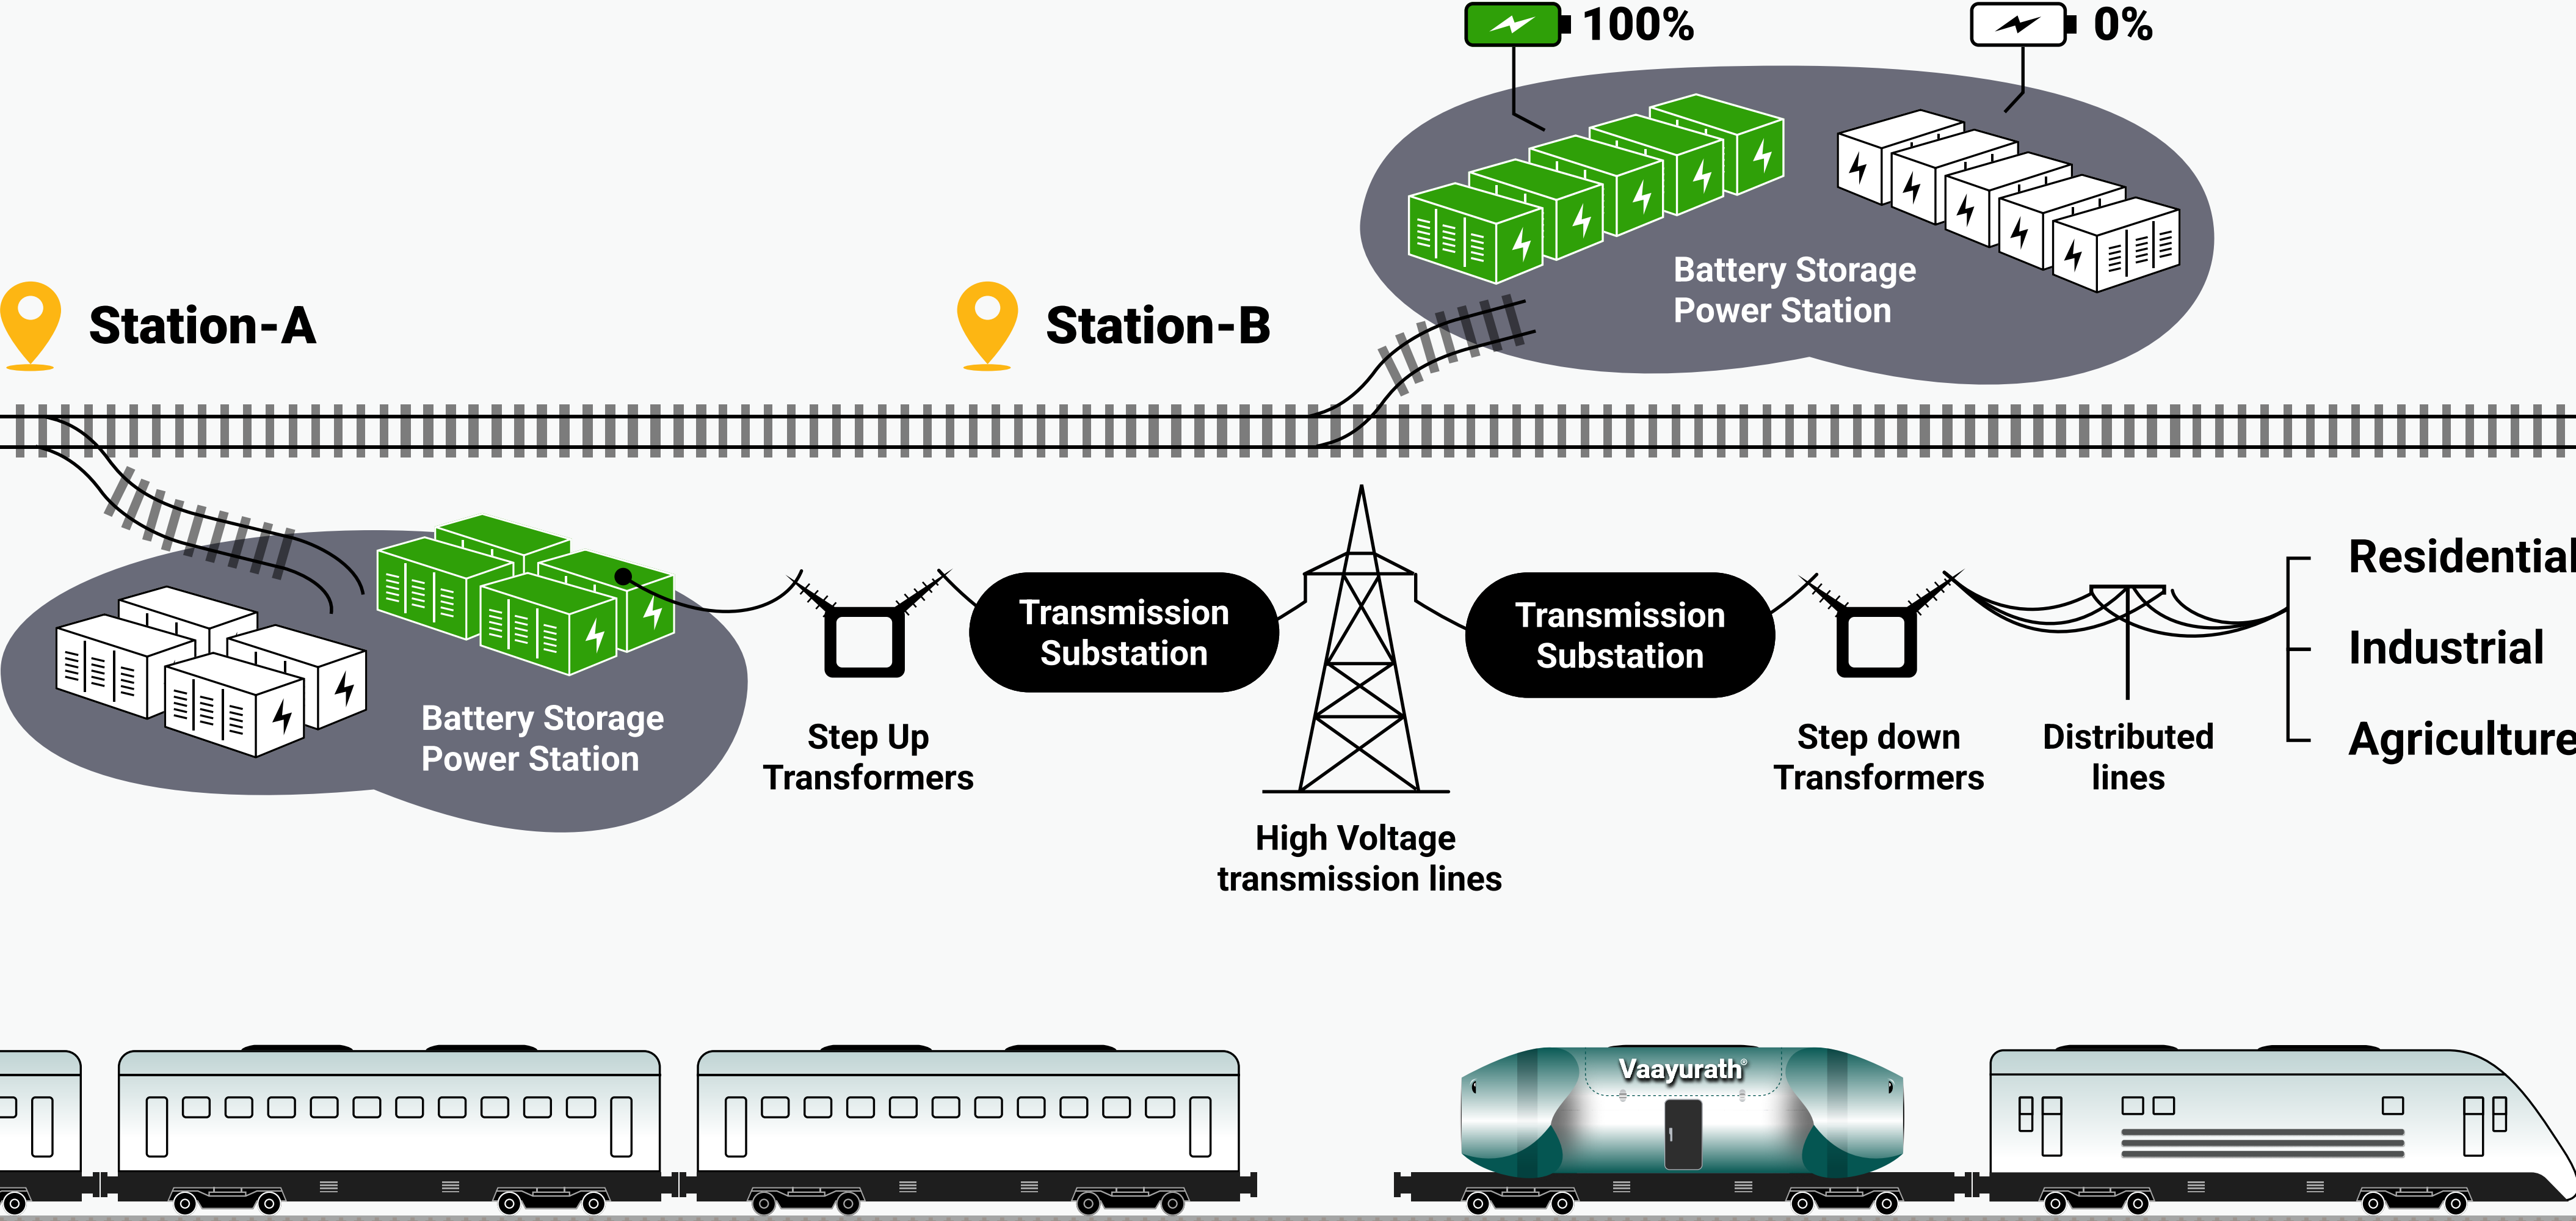 100%
0%
Battery Storage
Power Station
Station-A
Station-B
Residential
Industrial
Agriculture
Transmission
Substation
Transmission
Substation
Battery Storage
Power Station
Step Up
Transformers
Step down
Transformers
Distributed
lines
High Voltage
transmission lines
Vaayurath®